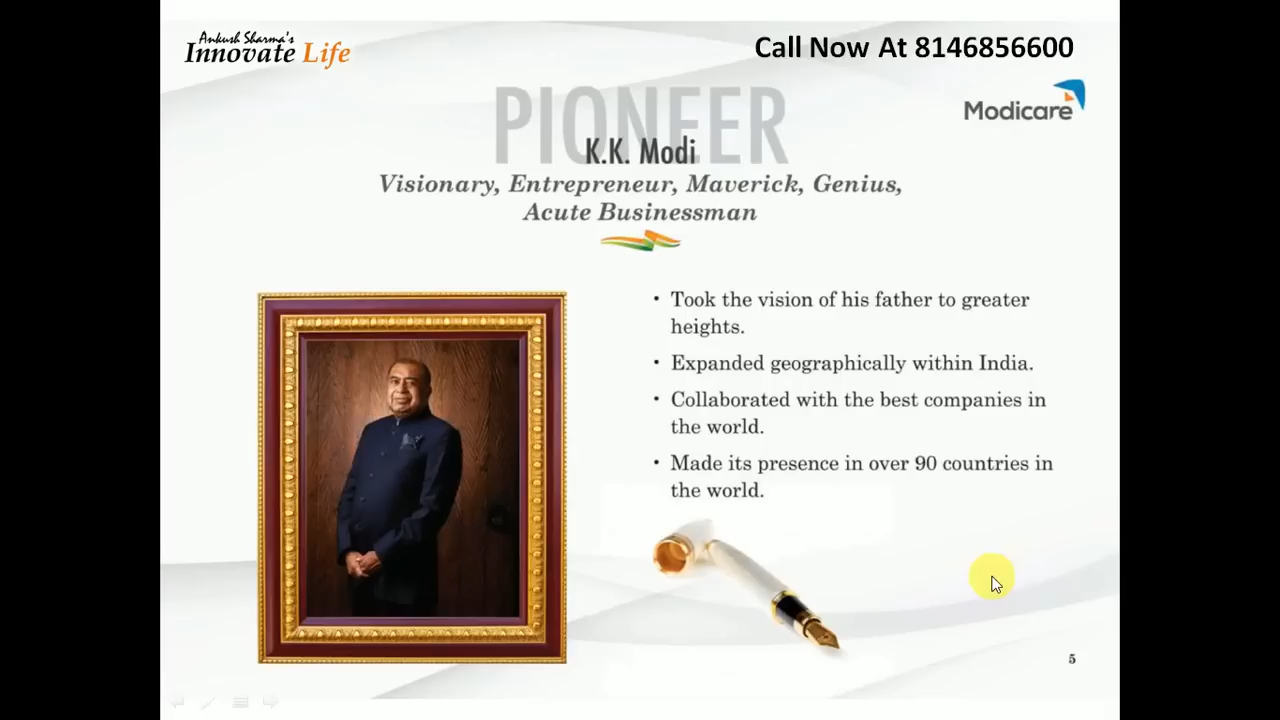 Ankush Sharma's
Innovate Life
Call Now At 8146856600
Modicare
PIONEER
K.K. Modi
Visionary, Entrepreneur, Maverick, Genius,
Acute Businessman
• Took the vision of his father to greater
heights.
• Expanded geographically within India.
• Collaborated with the best companies in
the world.
• Made its presence in over 90 countries in
the world.
5